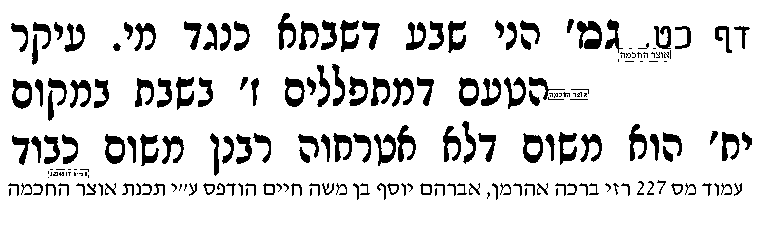 דף כט. גמ' הני שבע דשבתא כנגד מי. עיקר
הטעם דמתפללים ז' בשבת במקום
יח' הוא משום דלא אטרחוה רבנן משום כבוד
עמוד מס 227 רזי ברכה אהרמן, אברהם יוסף בן משה חיים הודפס ע"י תכנת אוצר החכמה